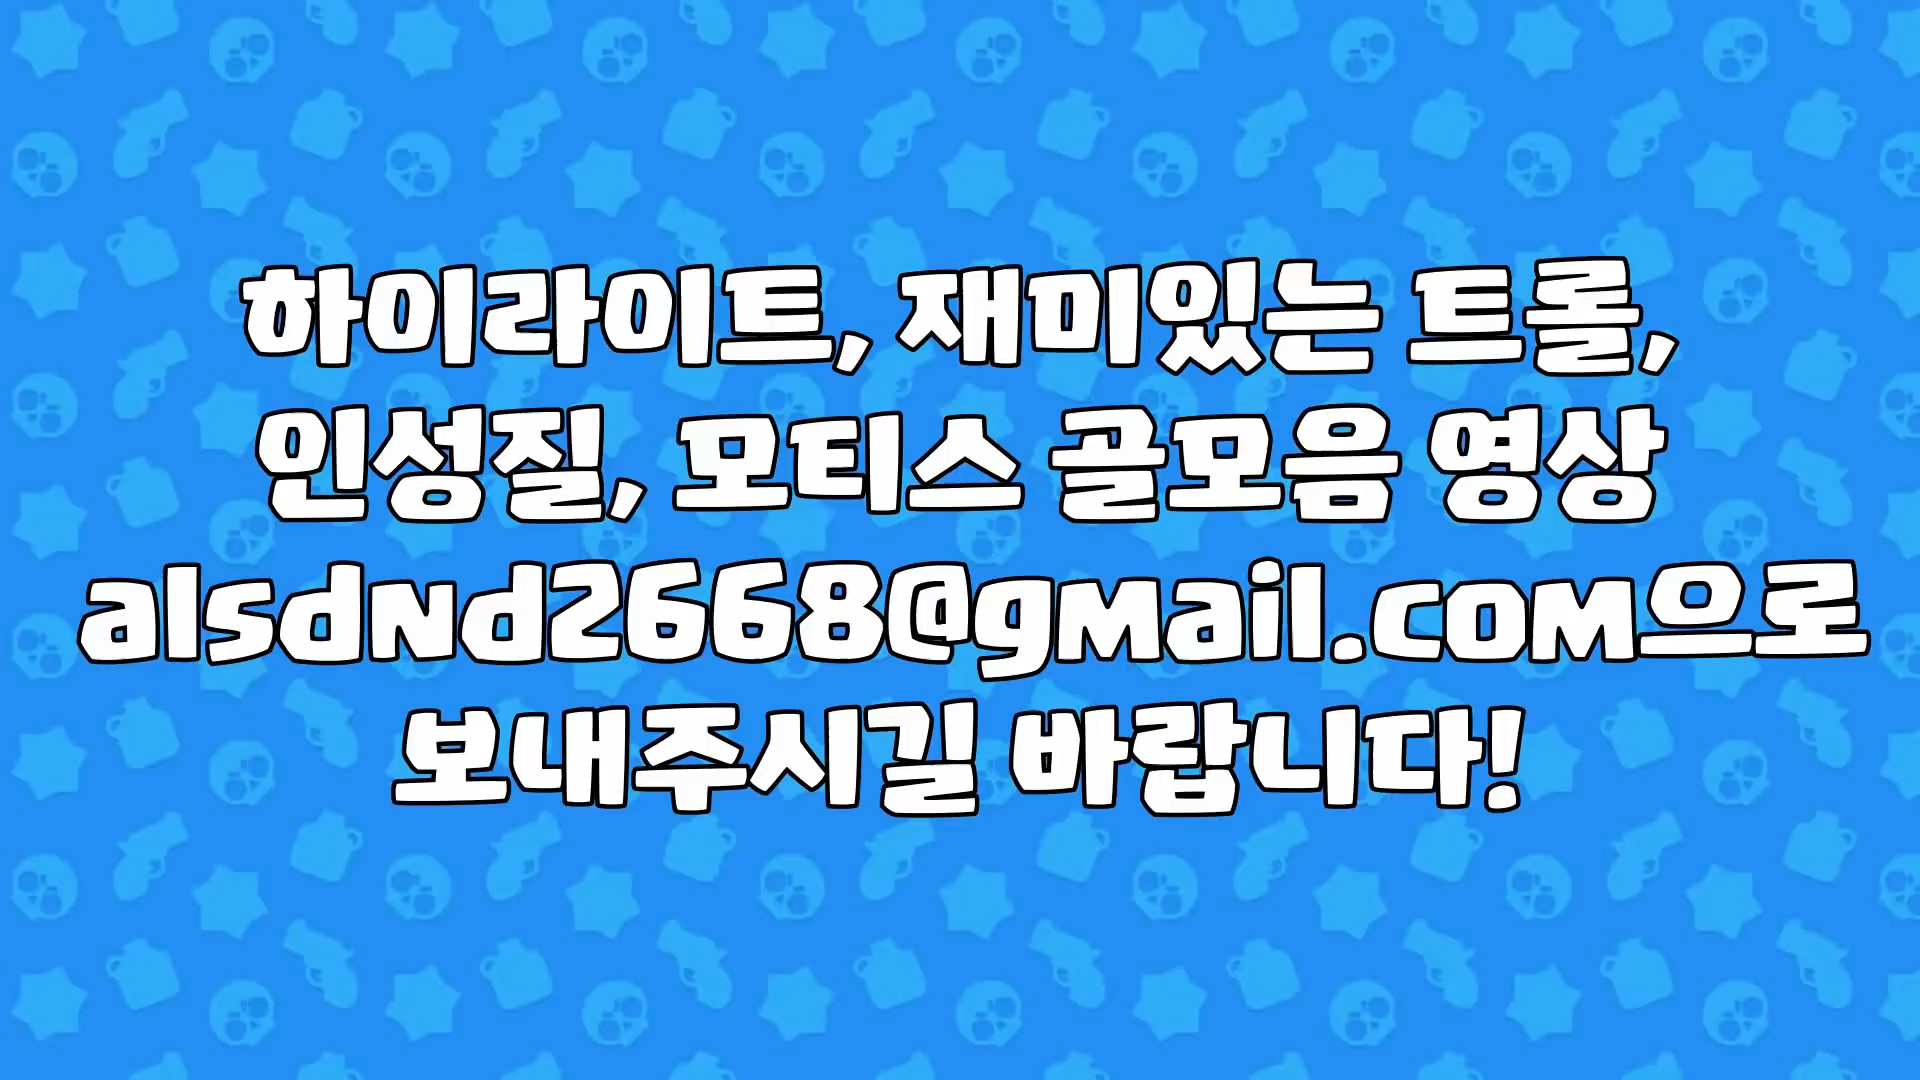 하이라이트, 재미있는 트롤,
인성질, 모티스 골모음 영상
alsdnd2668@gmail.com으로
보내주시길 바랍니다!